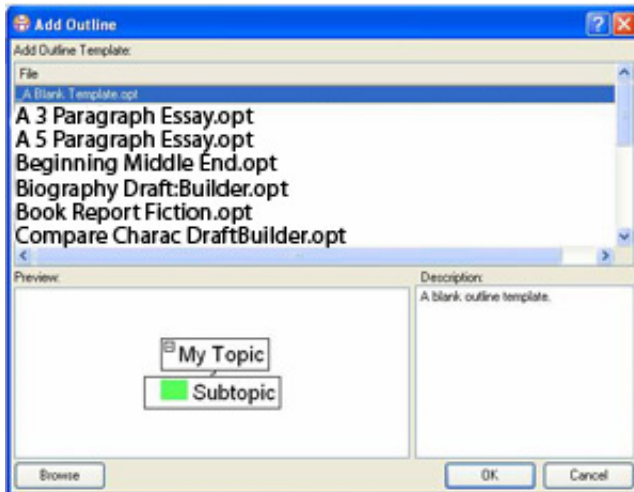 Add Outline
Add Outline Template:
File
_A Blank Template.opt
A 3 Paragraph Essay.opt
A 5 Paragraph Essay.opt
Beginning Middle End.opt
Biography Draft:Builder.opt
Book Report Fiction.opt
Compare Charac DraftBuilder.opt
Preview:
Description:
A blank outline template.
My Topic
Subtopic
Browse
OK
Cancel